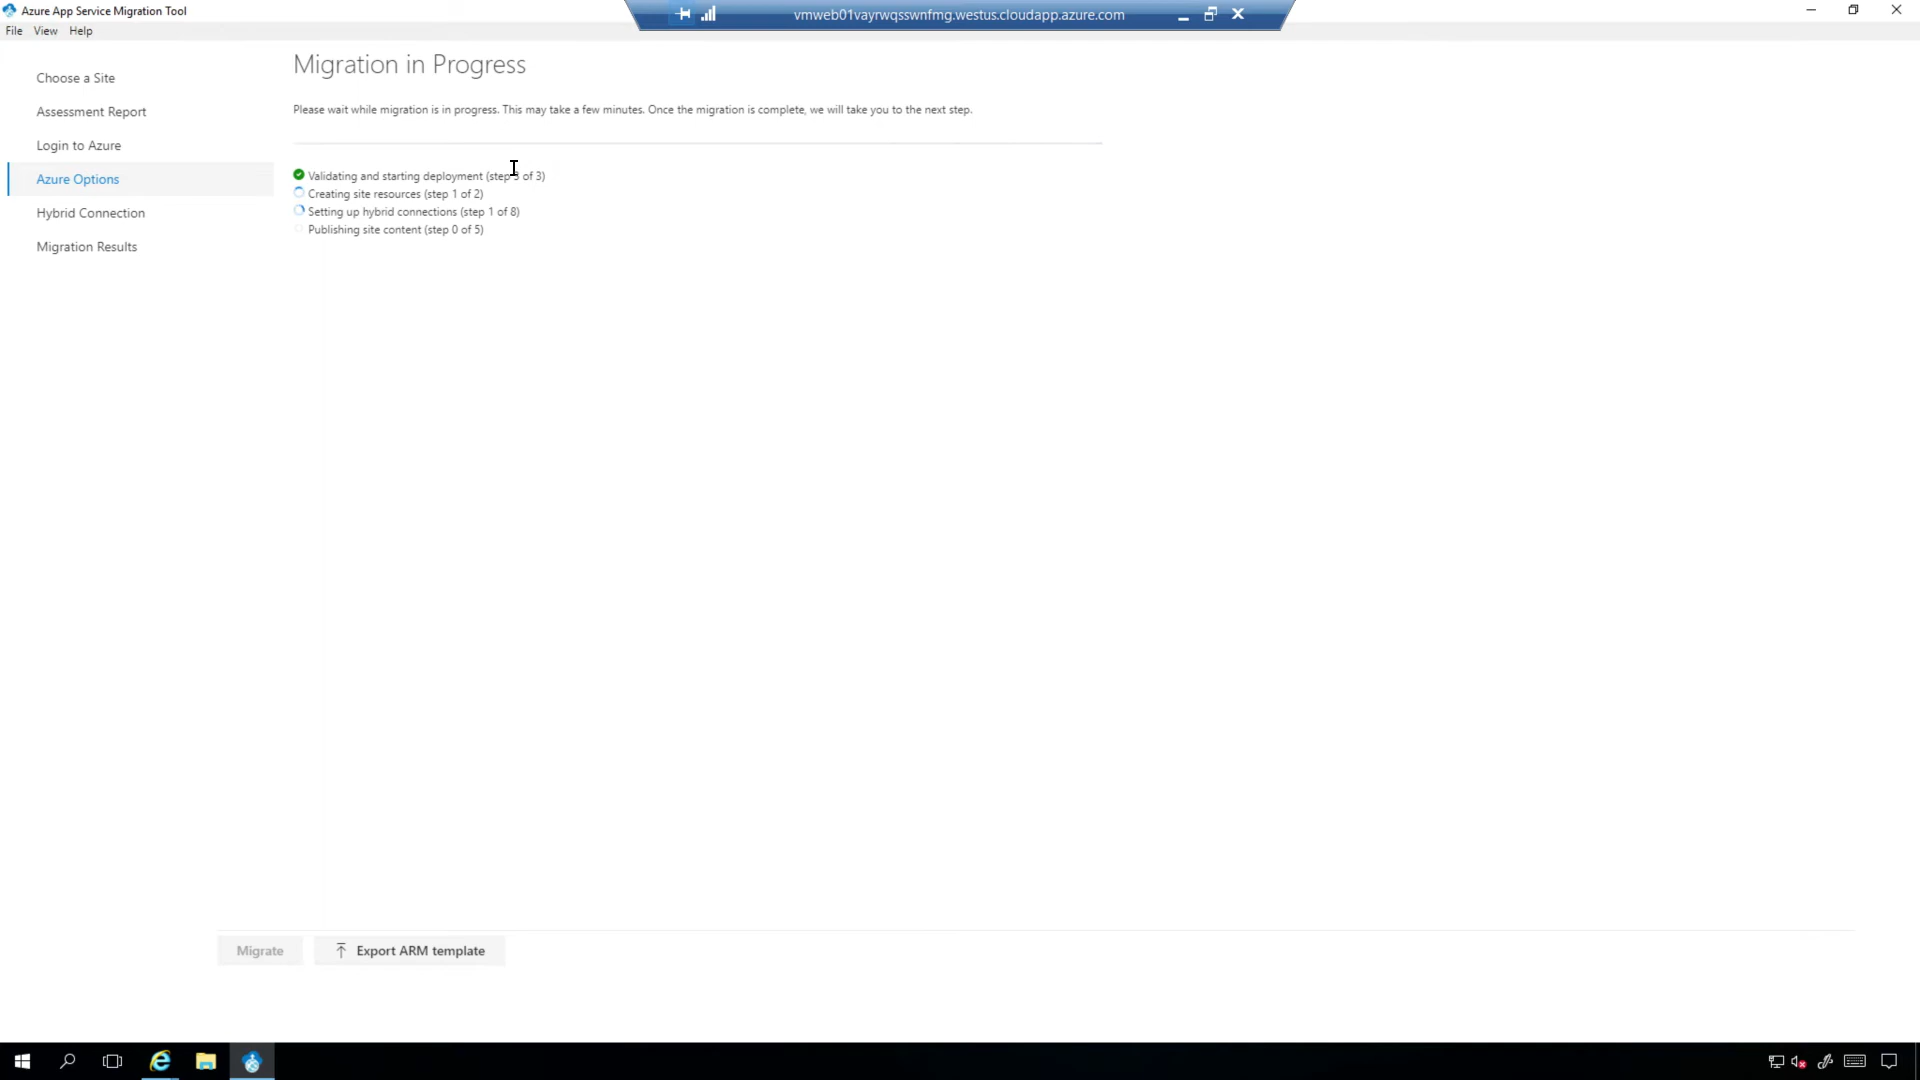 Azure App Service Migration Tool
vmweb01vayrwqsswnfmg.westus.cloudapp.azure.com
File View Help
Migration in Progress
Choose a Site
Please wait while migration is in progress. This may take a few minutes. Once the migration is complete, we will take you to the next step.
Assessment Report
Login to Azure
Azure Options
Hybrid Connection
Migration Results
Validating and starting deployment (step 3 of 3)
Creating site resources (step 1 of 2)
Setting up hybrid connections (step 1 of 8)
Publishing site content (step 0 of 5)
Migrate
Export ARM template